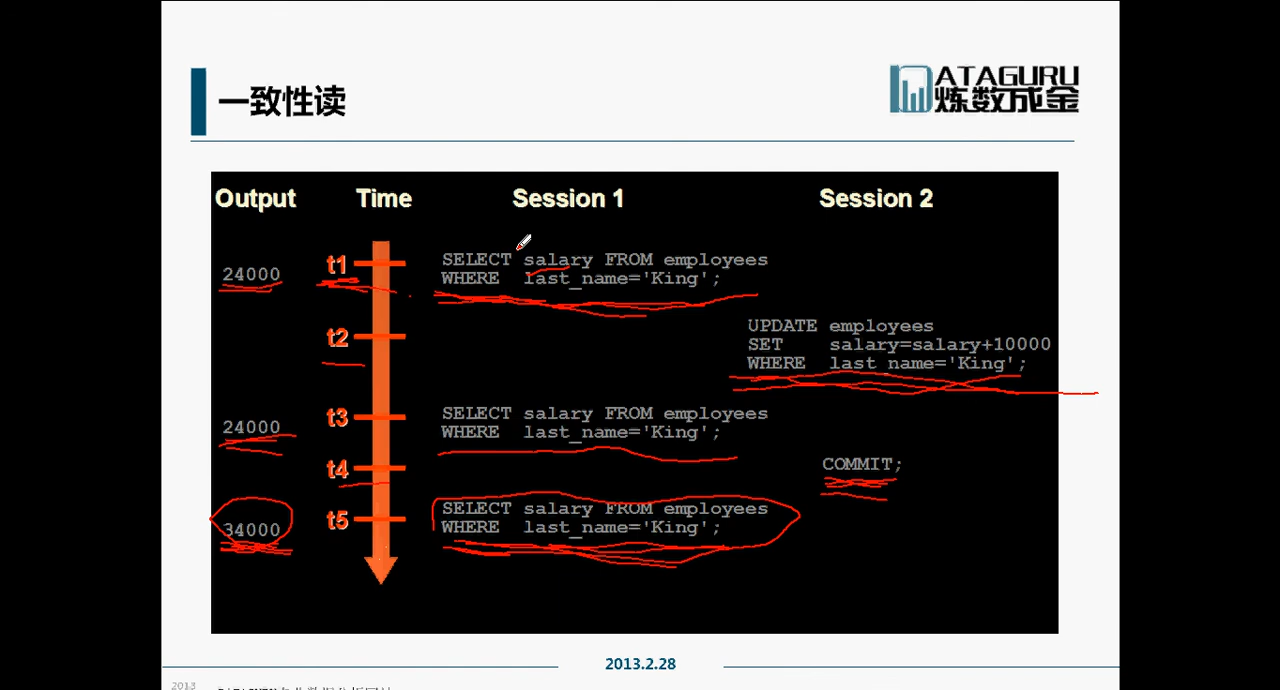 一致性读
ATAGURU
炼数成金
Output Time Session 1 Session 2
t1
SELECT salary FROM employees
24000
WHERE last_name='King';
UPDATE employees
t2
SET salary=salary+10000
WHERE last_name='King';
t3
SELECT salary FROM employees
24000
WHERE last_name='King';
t4
COMMIT;
SELECT salary FROM employees
t5
34000
WHERE last_name='King';
2013.2.28
2013